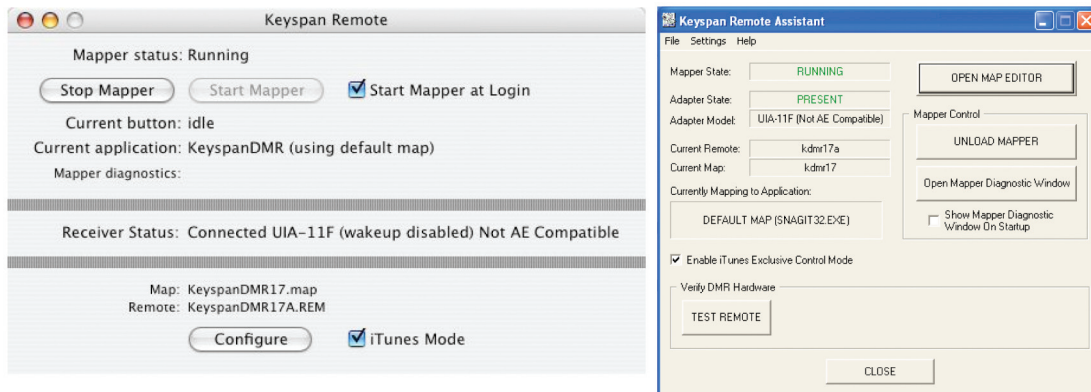 Keyspan Remote
Mapper status: Running
Stop Mapper Start Mapper Start Mapper at Login
Current button: idle
Current application: KeyspanDMR (using default map)
Mapper diagnostics:
Receiver Status: Connected UIA-11F (wakeup disabled) Not AE Compatible
Map: KeyspanDMR17.map
Remote: KeyspanDMR17A.REM
Configure iTunes Mode
Keyspan Remote Assistant
File Settings Help
Mapper State: RUNNING
Adapter State: PRESENT
Adapter Model: UIA-11F (Not AE Compatible)
Current Remote: kdmr17a
Current Map: kdmr17
Currently Mapping to Application:
DEFAULT MAP (SNAGIT32.EXE)
OPEN MAP EDITOR
Mapper Control
UNLOAD MAPPER
Open Mapper Diagnostic Window
Show Mapper Diagnostic
Window On Startup
Enable iTunes Exclusive Control Mode
Verify DMR Hardware
TEST REMOTE
CLOSE